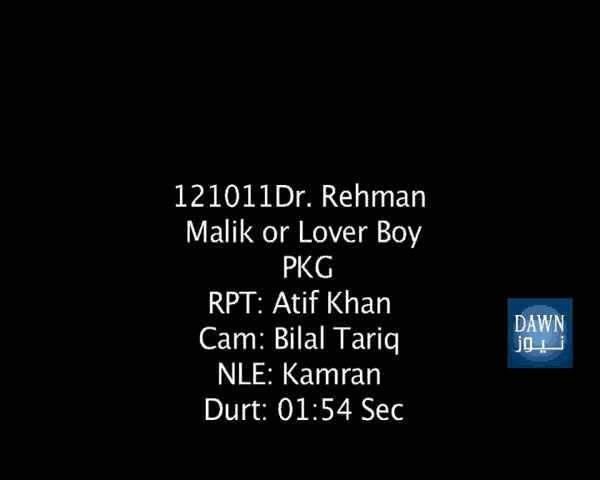 121011Dr. Rehman
Malik or Lover Boy
PKG
RPT: Atif Khan
Cam: Bilal Tariq
NLE: Kamran
Durt: 01:54 Sec
DAWN
نیوز